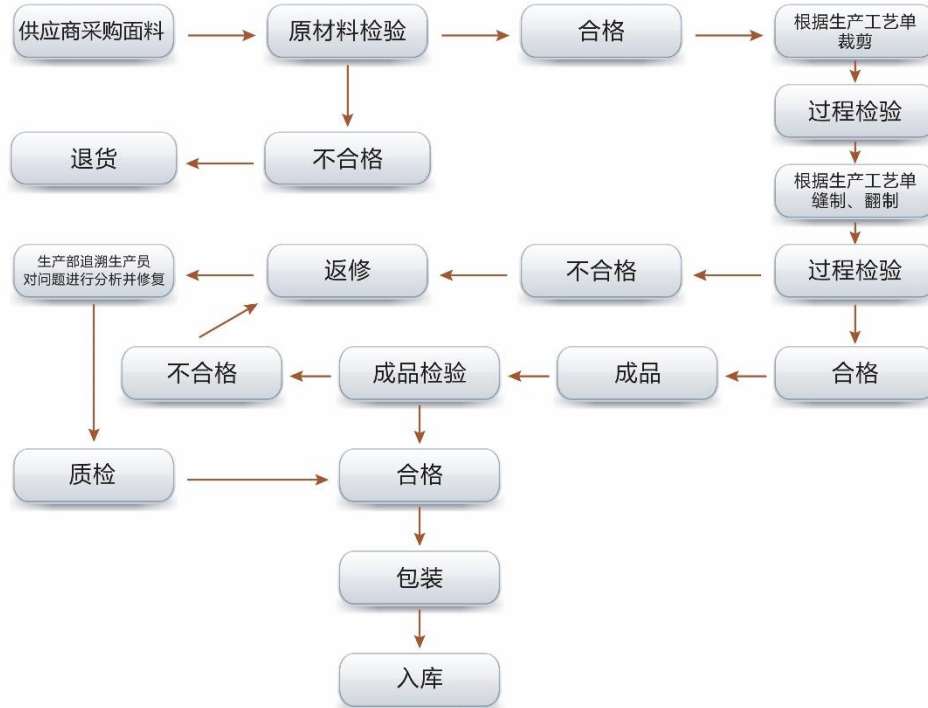 供应商采购面料
原材料检验
合格
根据生产工艺单
裁剪
过程检验
退货
不合格
根据生产工艺单
缝制、翻制
生产部追溯生产员
对问题进行分析并修复
返修
不合格
过程检验
不合格
成品检验
成品
合格
质检
合格
包装
入库